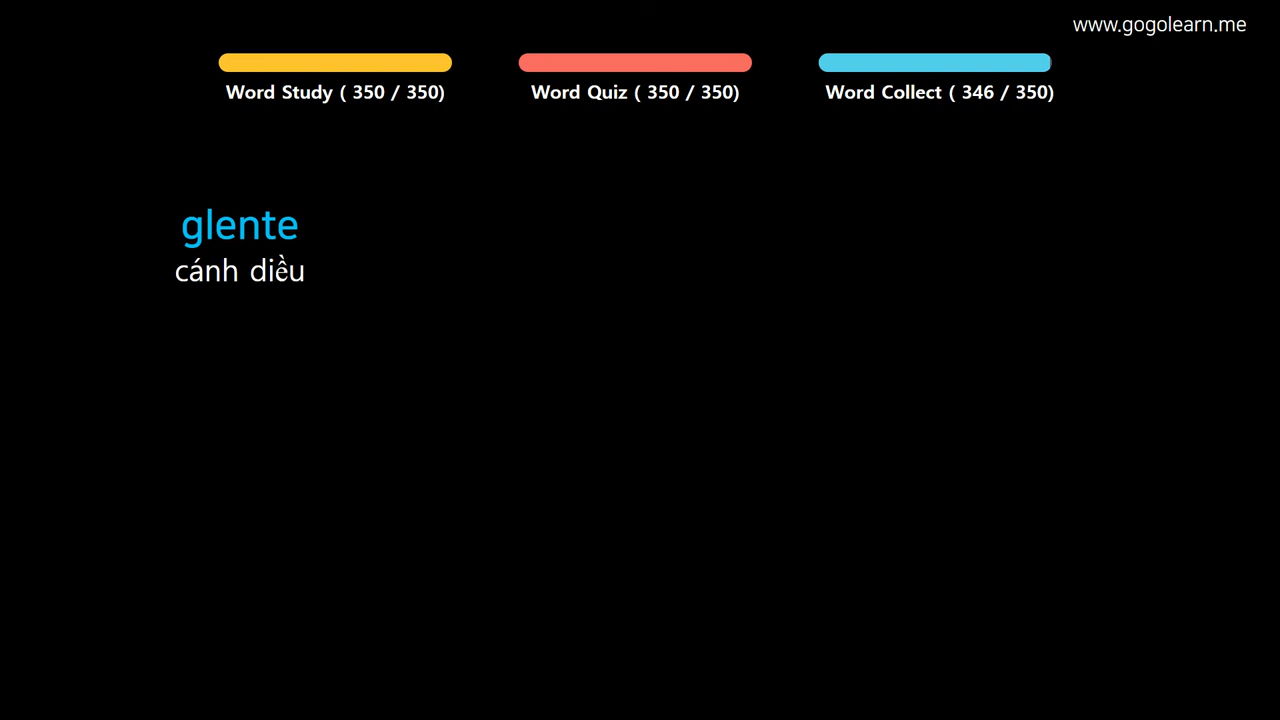 www.gogolearn.me
Word Study ( 350 / 350)
Word Quiz ( 350 / 350)
Word Collect ( 346 / 350)
glente
cánh diều